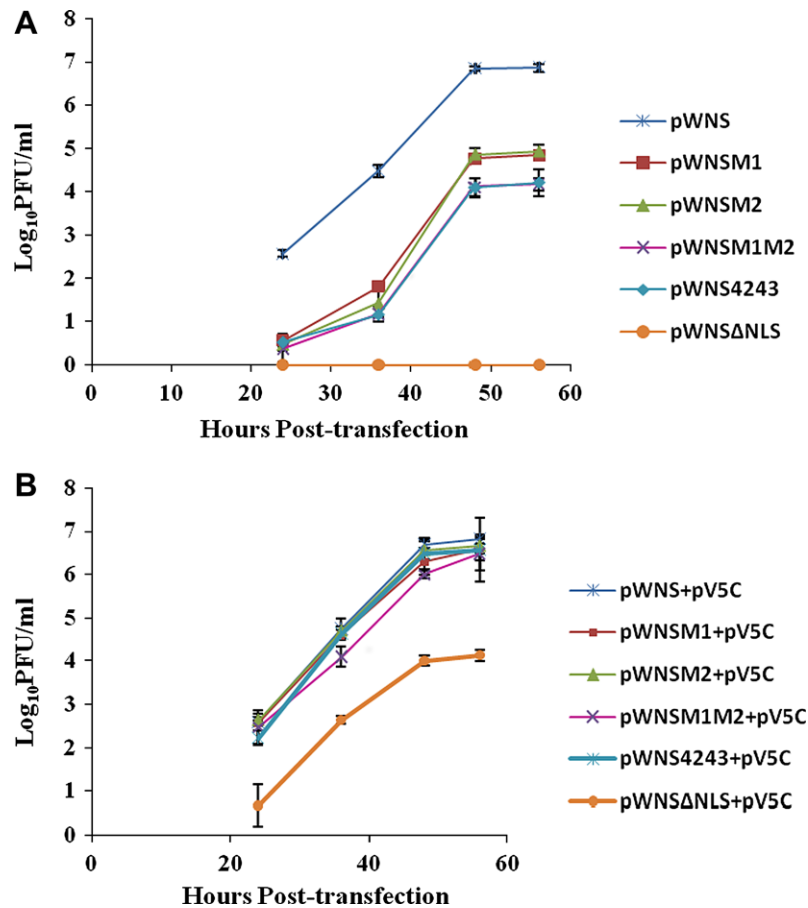 A
8
7
6
5
4
3
2
1
0
Log10PFU/ml
0 10 20 30 40 50 60
Hours Post-transfection
pWNS
pWNSM1
pWNSM2
pWNSM1M2
pWNS4243
pWNSΔNLS
B
8
7
6
5
4
3
2
1
0
Log10PFU/ml
0 20 40 60
Hours Post-transfection
pWNS+pV5C
pWNSM1+pV5C
pWNSM2+pV5C
pWNSM1M2+pV5C
pWNS4243+pV5C
pWNSΔNLS+pV5C